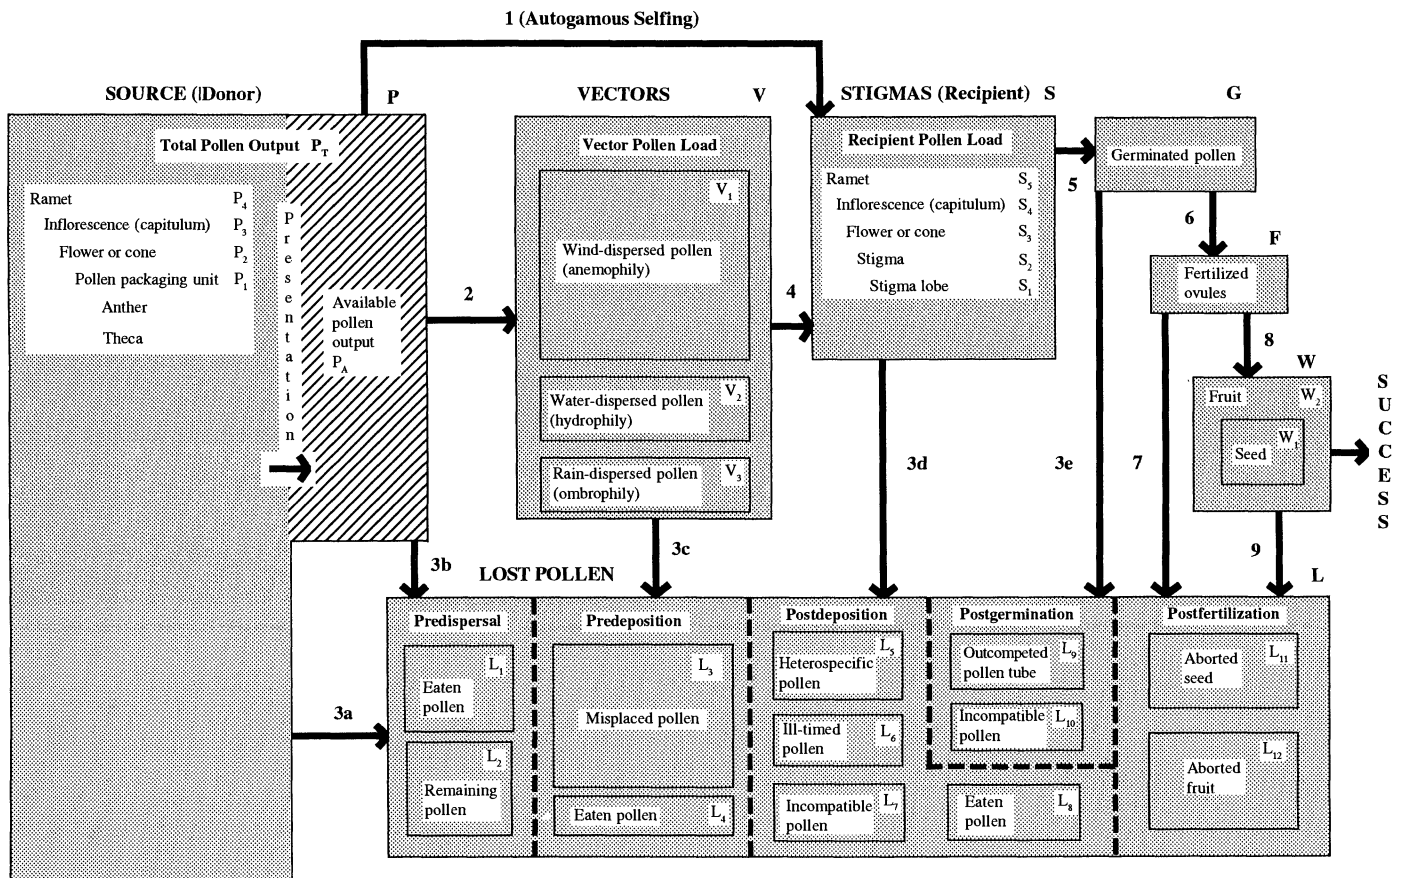 1 (Autogamous Selfing)
SOURCE (|Donor)
P
VECTORS
V
STIGMAS (Recipient) S
G
Total Pollen Output P_T
Ramet P_4
Inflorescence (capitulum) P_3
Flower or cone P_2
Pollen packaging unit P_1
Anther
Theca
Presentation
Available
pollen
output
P_A
2
Vector Pollen Load
V_1
Wind-dispersed pollen
(anemophily)
Water-dispersed pollen V_2
(hydrophily)
Rain-dispersed pollen V_3
(ombrophily)
4
Recipient Pollen Load
Ramet S_5
Inflorescence (capitulum) S_4
Flower or cone S_3
Stigma S_2
Stigma lobe S_1
5
Germinated pollen
6
F
Fertilized
ovules
8
W
Fruit W_2
W_1
Seed
SUCCESS
3d
3e
7
9
3b
3c
LOST POLLEN
L
3a
Predispersal
L_1
Eaten
pollen
L_2
Remaining
pollen
Predeposition
L_3
Misplaced pollen
Eaten pollen L_4
Postdeposition
L_5
Heterospecific
pollen
Ill-timed L_6
pollen
Incompatible L_7
pollen
Postgermination
Outcompeted L_9
pollen tube
Incompatible L_10
pollen
Eaten L_8
pollen
Postfertilization
L_11
Aborted
seed
L_12
Aborted
fruit